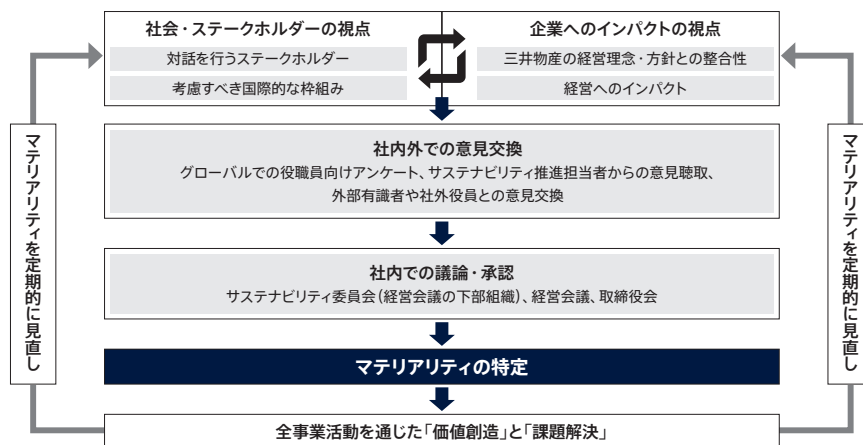 社会・ステークホルダーの視点
対話を行うステークホルダー
考慮すべき国際的な枠組み
企業へのインパクトの視点
三井物産の経営理念・方針との整合性
経営へのインパクト
社内外での意見交換
グローバルでの役職員向けアンケート、サステナビリティ推進担当者からの意見聴取、
外部有識者や社外役員との意見交換
社内での議論・承認
サステナビリティ委員会（経営会議の下部組織）、経営会議、取締役会
マテリアリティの特定
全事業活動を通じた「価値創造」と「課題解決」
マテリアリティを定期的に見直し
マテリアリティを定期的に見直し